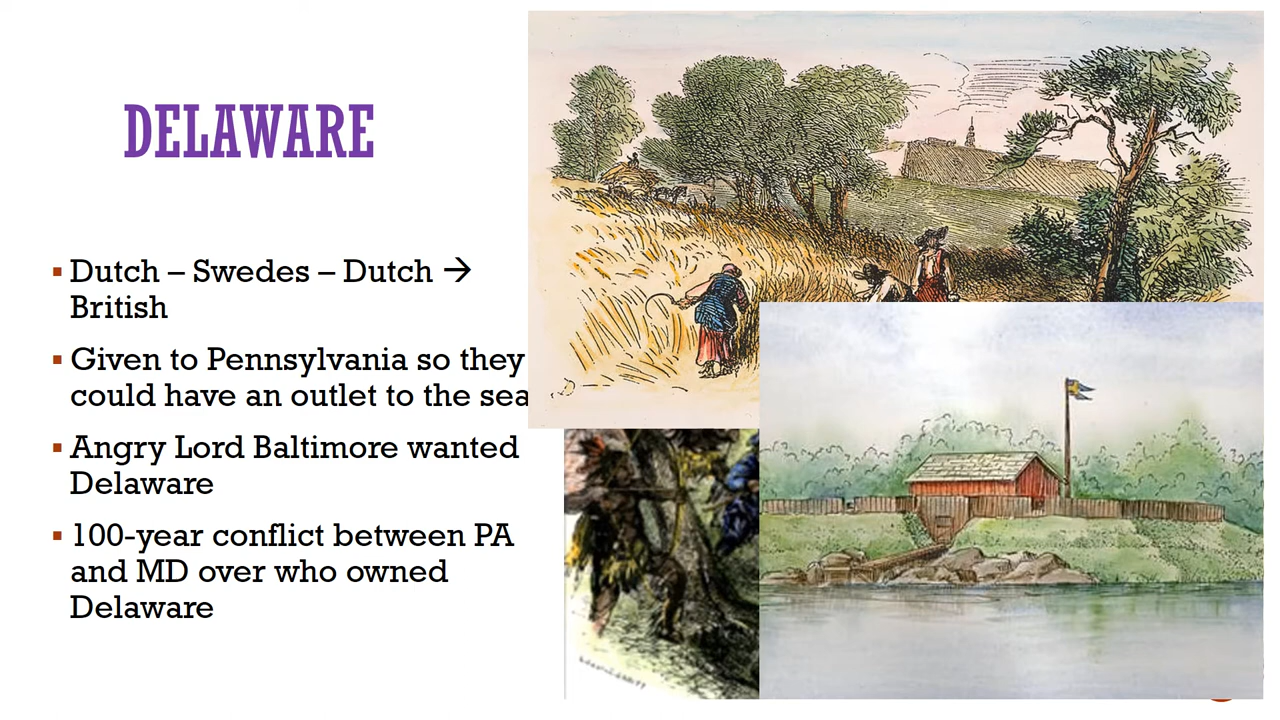 DELAWARE
▪ Dutch – Swedes – Dutch →
British
▪ Given to Pennsylvania so they
could have an outlet to the sea
▪ Angry Lord Baltimore wanted
Delaware
▪ 100-year conflict between PA
and MD over who owned
Delaware